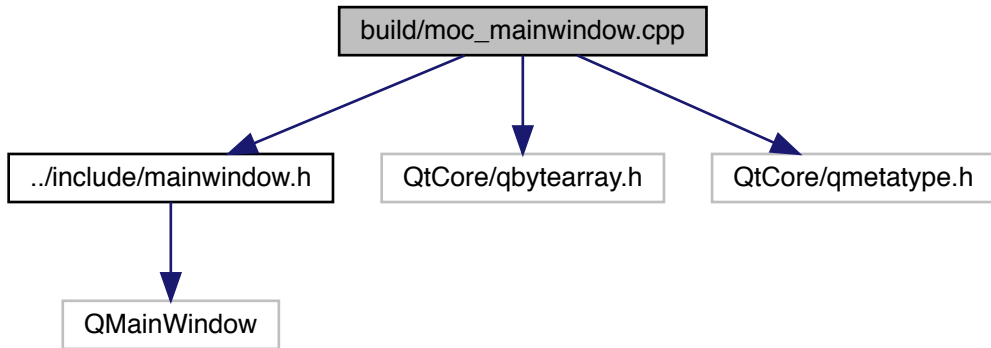 build/moc_mainwindow.cpp
../include/mainwindow.h
QtCore/qbytearray.h
QtCore/qmetatype.h
QMainWindow